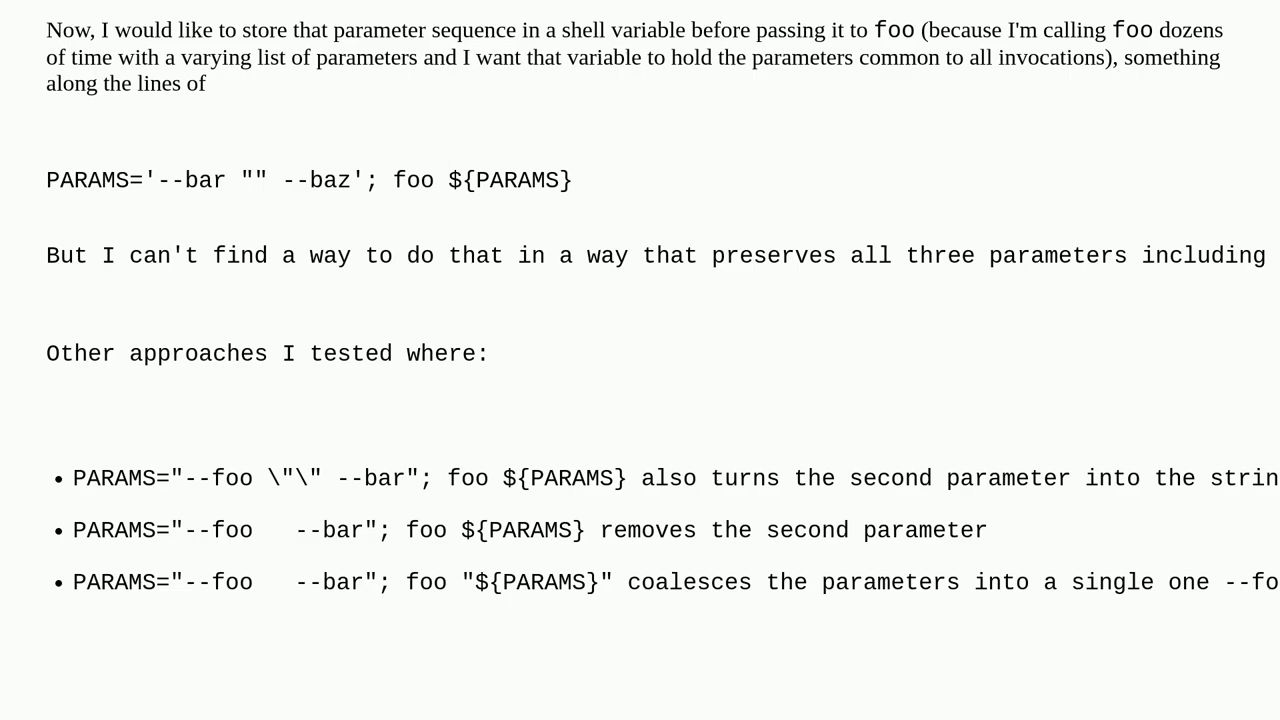 Now, I would like to store that parameter sequence in a shell variable before passing it to foo (because I'm calling foo dozens
of time with a varying list of parameters and I want that variable to hold the parameters common to all invocations), something
along the lines of
PARAMS='--bar "" --baz'; foo ${PARAMS}
But I can't find a way to do that in a way that preserves all three parameters including
Other approaches I tested where:
• PARAMS="--foo \"\" --bar"; foo ${PARAMS} also turns the second parameter into the strin
• PARAMS="--foo   --bar"; foo ${PARAMS} removes the second parameter
• PARAMS="--foo   --bar"; foo "${PARAMS}" coalesces the parameters into a single one --fo